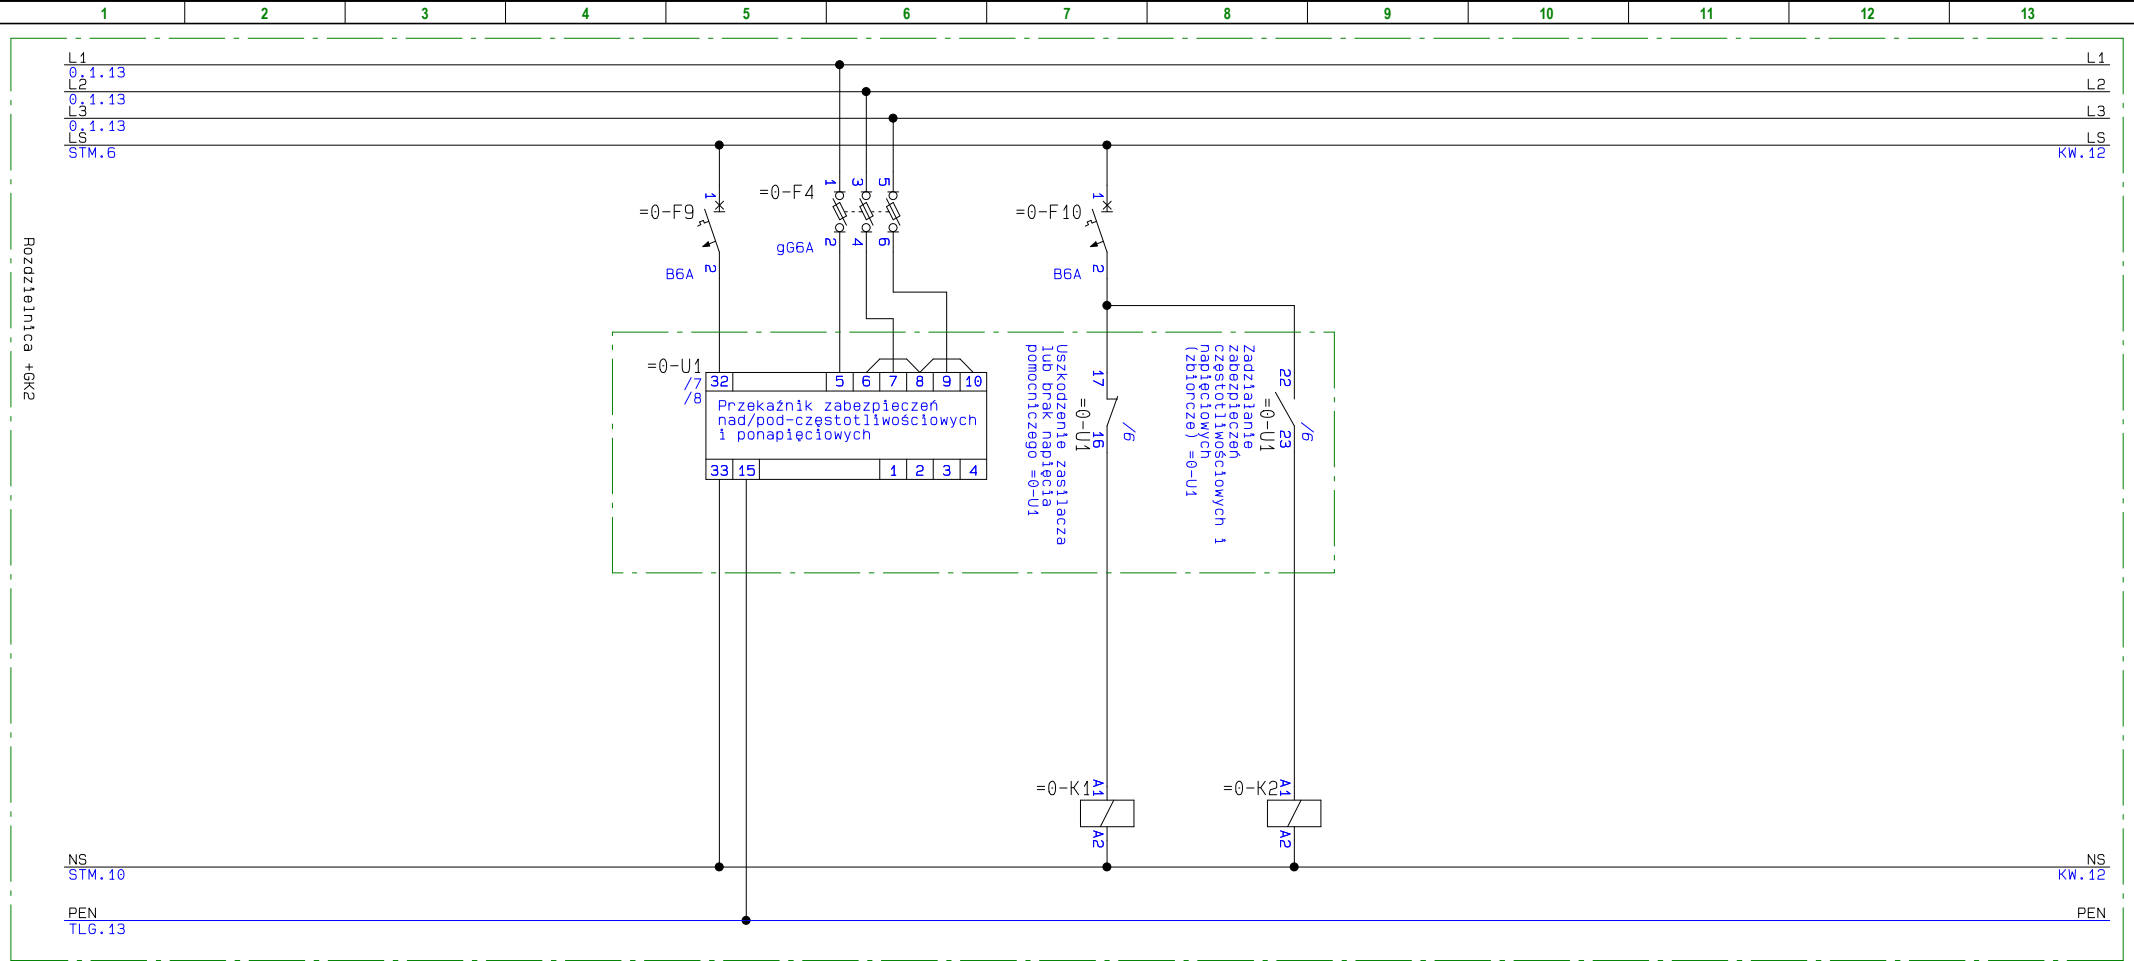 1 2 3 4 5 6 7 8 9 10 11 12 13
L1 L1
0.1.13
L2 L2
0.1.13
L3 L3
0.1.13
LS LS
STM.6 KW.12
Rozdzielnica +GK2
=0-F9
1
2
B6A
=0-F4
1 3 5
2 4 6
gG6A
=0-F10
1
2
B6A
=0-U1
/7
/8
32 5 6 7 8 9 10
Przekaźnik zabezpieczeń
nad/pod-częstotliwościowych
i ponapięciowych
33 15 1 2 3 4
Uszkodzenie zasilacza
lub brak napięcia
pomocniczego =0-U1
17
=0-U1
16
/6
Zadziałanie
zabezpieczeń
częstotliwościowych i
napięciowych
(zbiorcze) =0-U1
22
=0-U1
23
/6
=0-K1
A1
A2
=0-K2
A1
A2
NS NS
STM.10 KW.12
PEN PEN
TLG.13